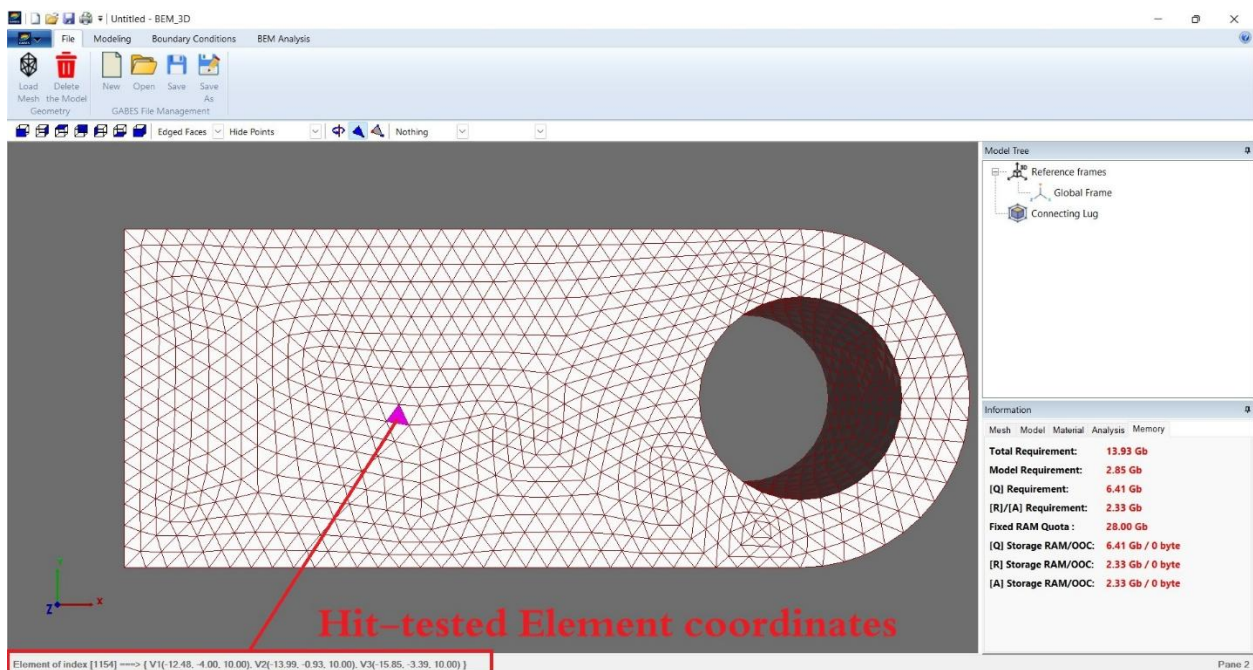 Untitled - BEM_3D
File Modeling Boundary Conditions BEM Analysis
Load Mesh
Delete the Model
New Open Save Save As
Geometry GABES File Management
Edged Faces Hide Points Nothing
Model Tree
Reference frames
Global Frame
Connecting Lug
Information
Mesh Model Material Analysis Memory
Total Requirement: 13.93 Gb
Model Requirement: 2.85 Gb
[Q] Requirement: 6.41 Gb
[R]/[A] Requirement: 2.33 Gb
Fixed RAM Quota : 28.00 Gb
[Q] Storage RAM/OOC: 6.41 Gb / 0 byte
[R] Storage RAM/OOC: 2.33 Gb / 0 byte
[A] Storage RAM/OOC: 2.33 Gb / 0 byte
Y
Z X
Hit-tested Element coordinates
Element of index [1154] ===> { V1(-12.48, -4.00, 10.00), V2(-13.99, -0.93, 10.00), V3(-15.85, -3.39, 10.00) }
Pane 2